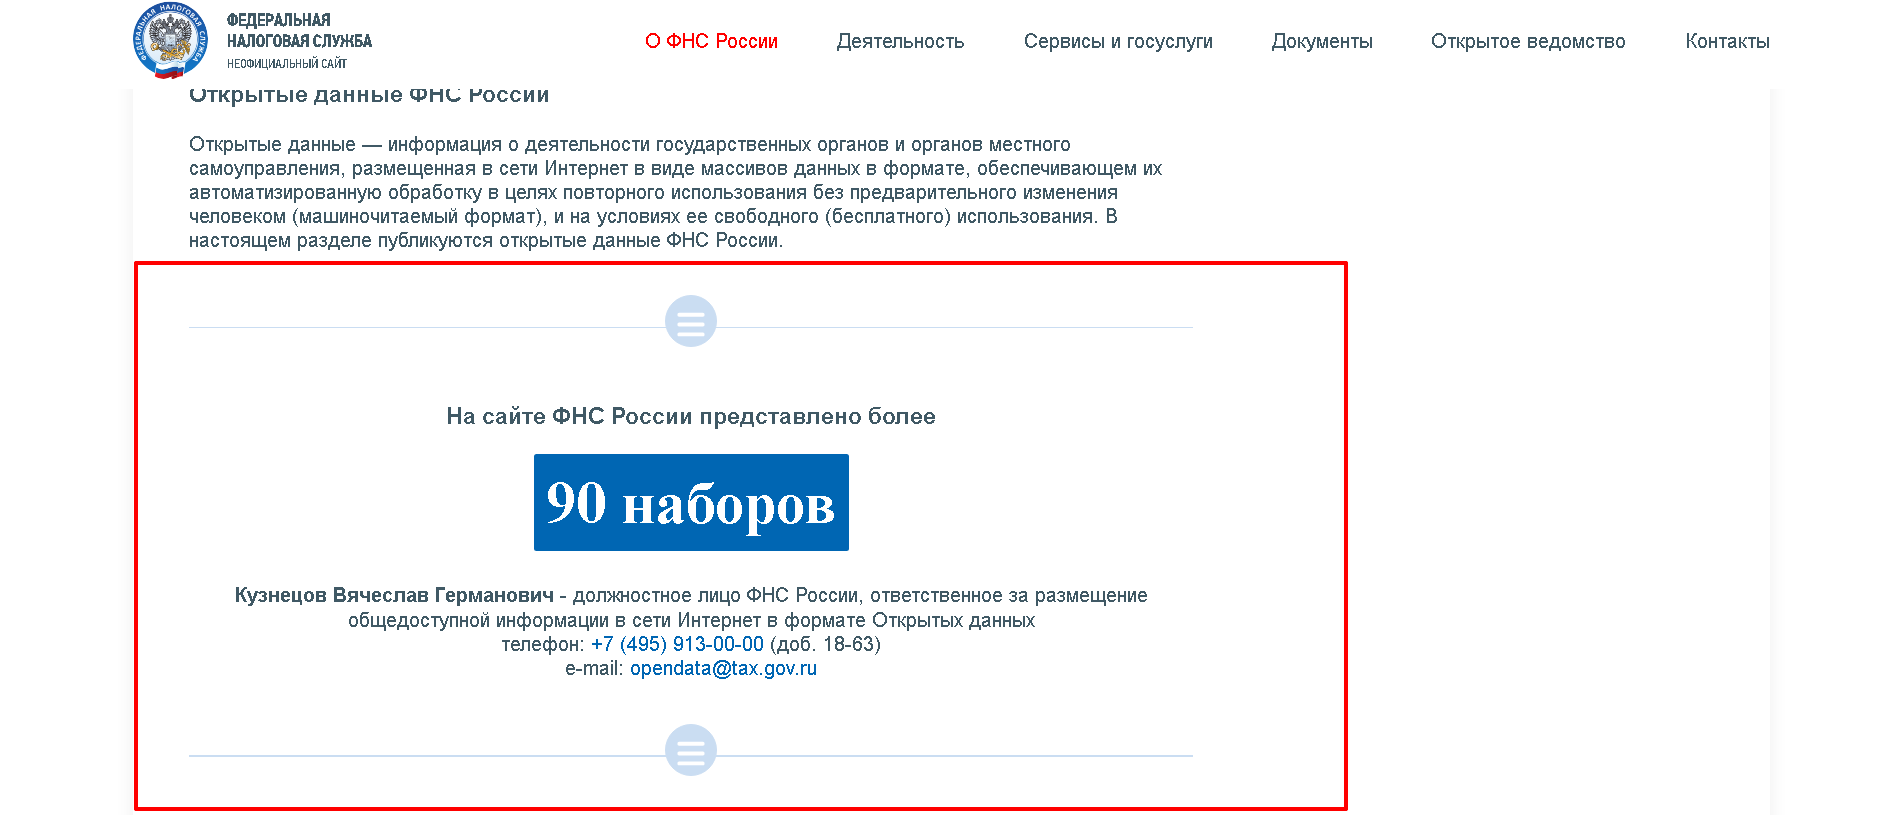 ФЕДЕРАЛЬНАЯ НАЛОГОВАЯ СЛУЖБА
ФЕДЕРАЛЬНАЯ
НАЛОГОВАЯ СЛУЖБА
НЕОФИЦИАЛЬНЫЙ САЙТ
О ФНС России
Деятельность
Сервисы и госуслуги
Документы
Открытое ведомство
Контакты
Открытые данные ФНС России
Открытые данные — информация о деятельности государственных органов и органов местного
самоуправления, размещенная в сети Интернет в виде массивов данных в формате, обеспечивающем их
автоматизированную обработку в целях повторного использования без предварительного изменения
человеком (машиночитаемый формат), и на условиях ее свободного (бесплатного) использования. В
настоящем разделе публикуются открытые данные ФНС России.
На сайте ФНС России представлено более
90 наборов
Кузнецов Вячеслав Германович - должностное лицо ФНС России, ответственное за размещение
общедоступной информации в сети Интернет в формате Открытых данных
телефон: +7 (495) 913-00-00 (доб. 18-63)
e-mail: opendata@tax.gov.ru